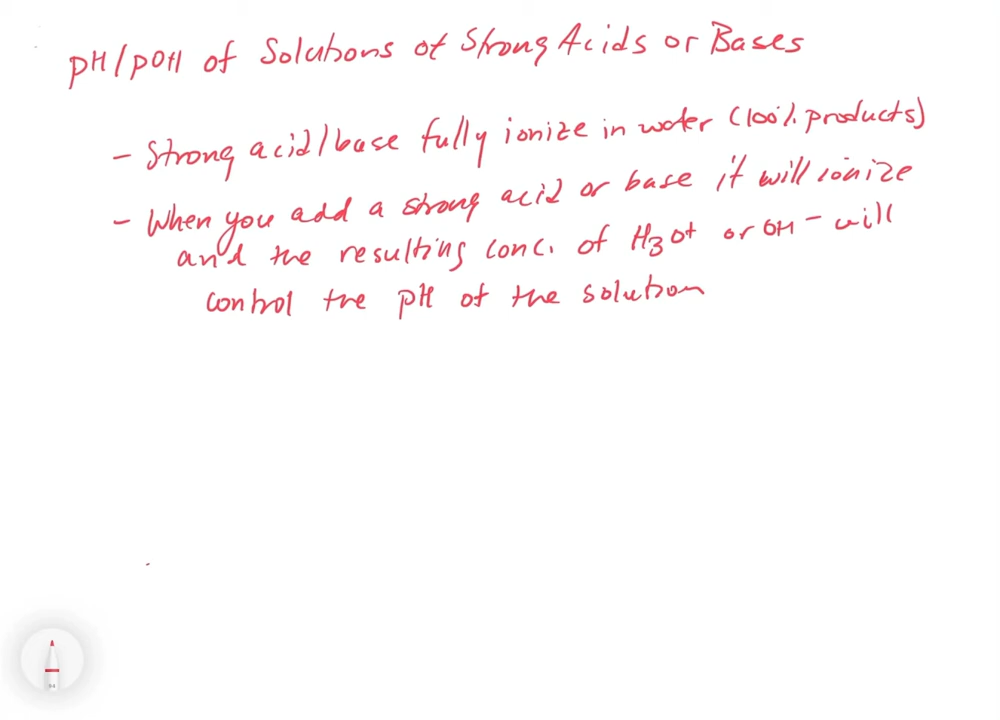 pH/pOH of Solutions of Strong Acids or Bases
- Strong acid/base fully ionize in water (100% products)
- When you add a strong acid or base it will ionize
and the resulting conc. of H3O+ or OH- will
control the pH of the solution